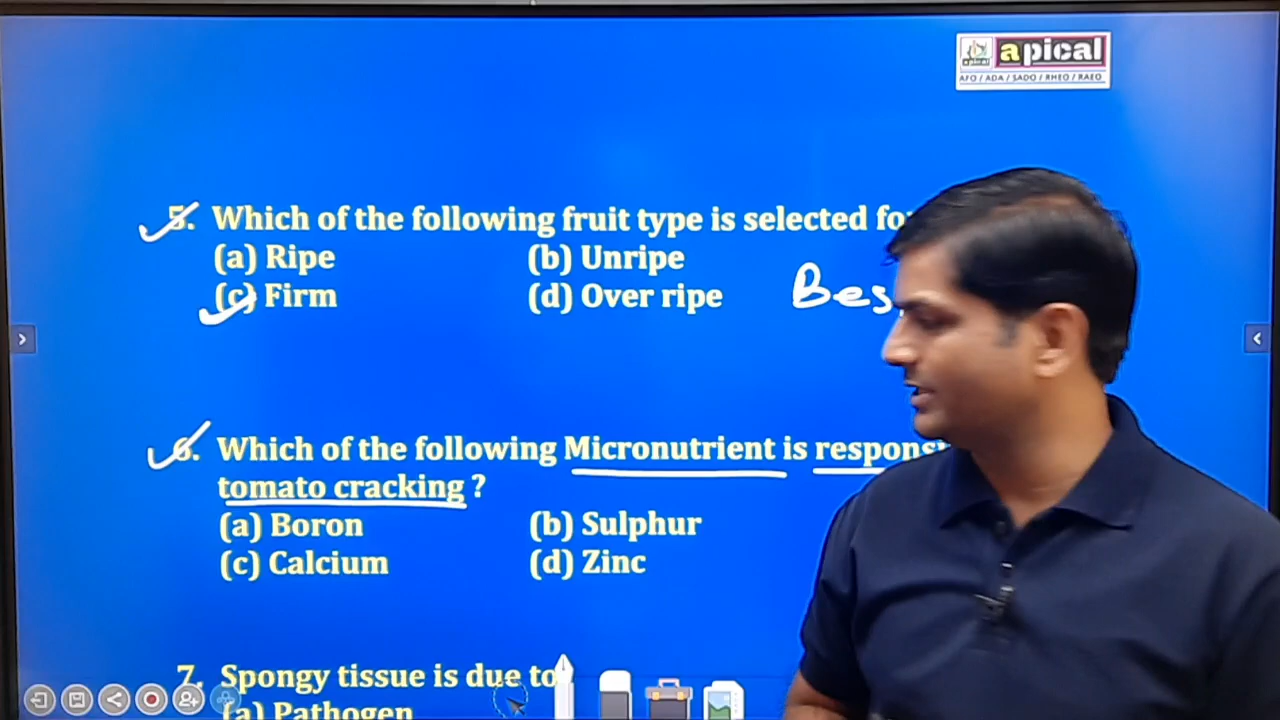 apical
AFO / ADA / SADO / RHEO / RAEO
5. Which of the following fruit type is selected for
(a) Ripe (b) Unripe
(c) Firm (d) Over ripe
Bes
6. Which of the following Micronutrient is respons
tomato cracking ?
(a) Boron (b) Sulphur
(c) Calcium (d) Zinc
7. Spongy tissue is due to
(a) Pathogen